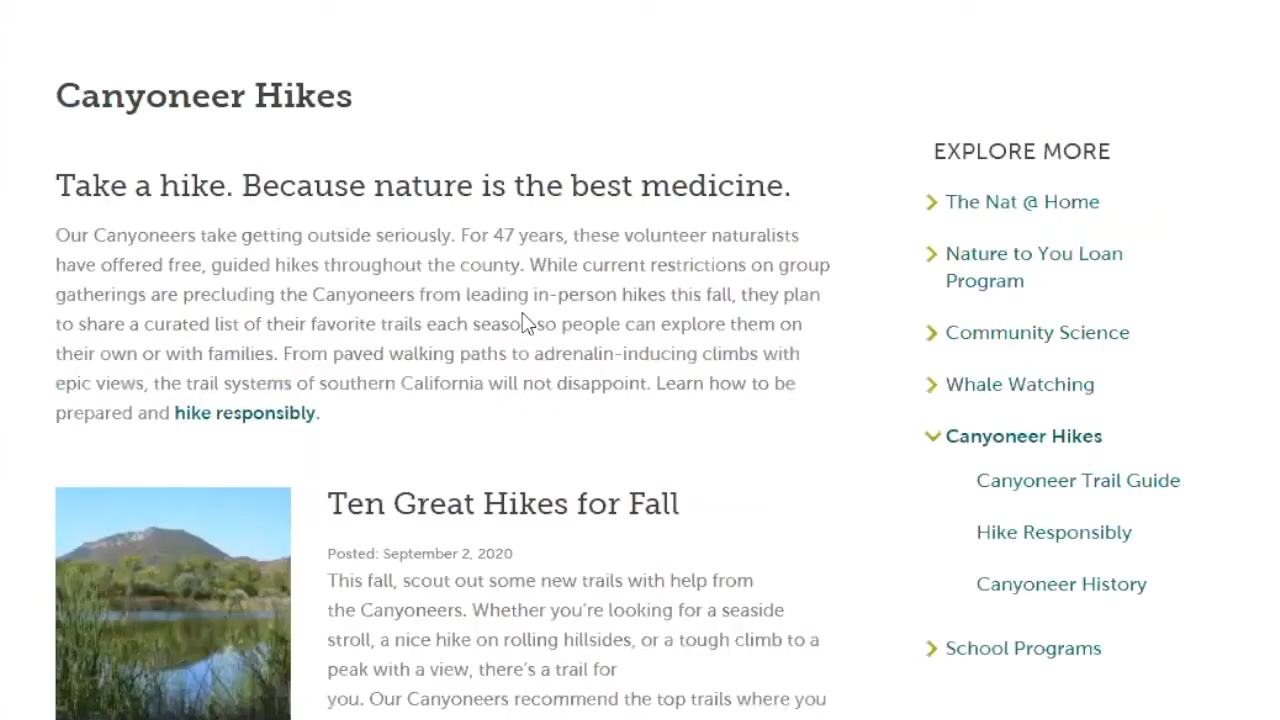 Canyoneer Hikes
Take a hike. Because nature is the best medicine.
Our Canyoneers take getting outside seriously. For 47 years, these volunteer naturalists
have offered free, guided hikes throughout the county. While current restrictions on group
gatherings are precluding the Canyoneers from leading in-person hikes this fall, they plan
to share a curated list of their favorite trails each season so people can explore them on
their own or with families. From paved walking paths to adrenalin-inducing climbs with
epic views, the trail systems of southern California will not disappoint. Learn how to be
prepared and hike responsibly.
Ten Great Hikes for Fall
Posted: September 2, 2020
This fall, scout out some new trails with help from
the Canyoneers. Whether you're looking for a seaside
stroll, a nice hike on rolling hillsides, or a tough climb to a
peak with a view, there's a trail for
you. Our Canyoneers recommend the top trails where you
EXPLORE MORE
The Nat @ Home
Nature to You Loan
Program
Community Science
Whale Watching
Canyoneer Hikes
Canyoneer Trail Guide
Hike Responsibly
Canyoneer History
School Programs